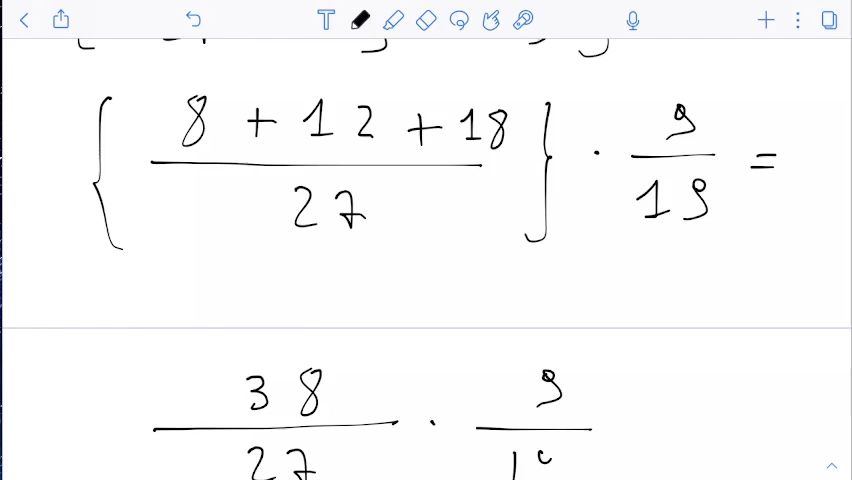 { (8 + 12 + 18) / 27 } · 9 / 19 =
38 / 27 · 9